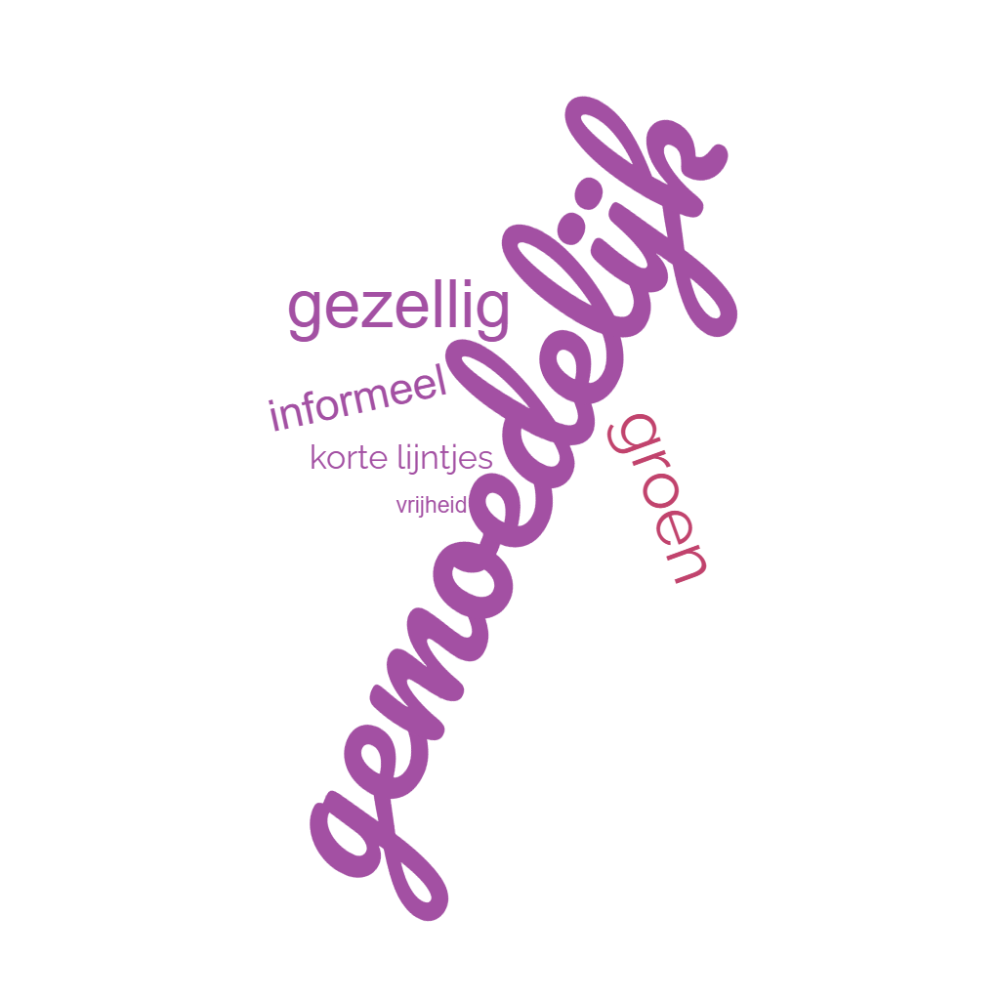 gemoedelijk
gezellig
informeel
korte lijntjes
vrijheid
groen